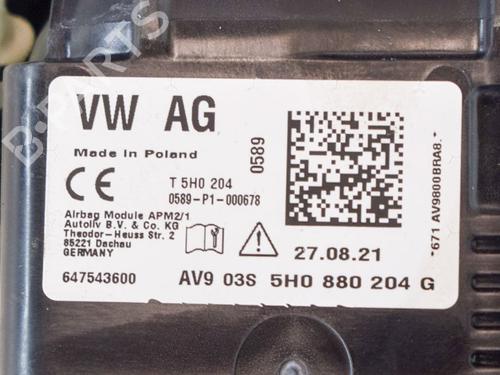 VW AG
Made in Poland
0589
CE
T 5H0 204
0589-P1-000678
Airbag Module APM2/1
Autoliv B.V. & Co. KG
Theodor-Heuss Str. 2
85221 Dachau
GERMANY
27.08.21
647543600
AV9 03S 5H0 880 204 G
*671 AV9800BRA8.*
B-PARTS